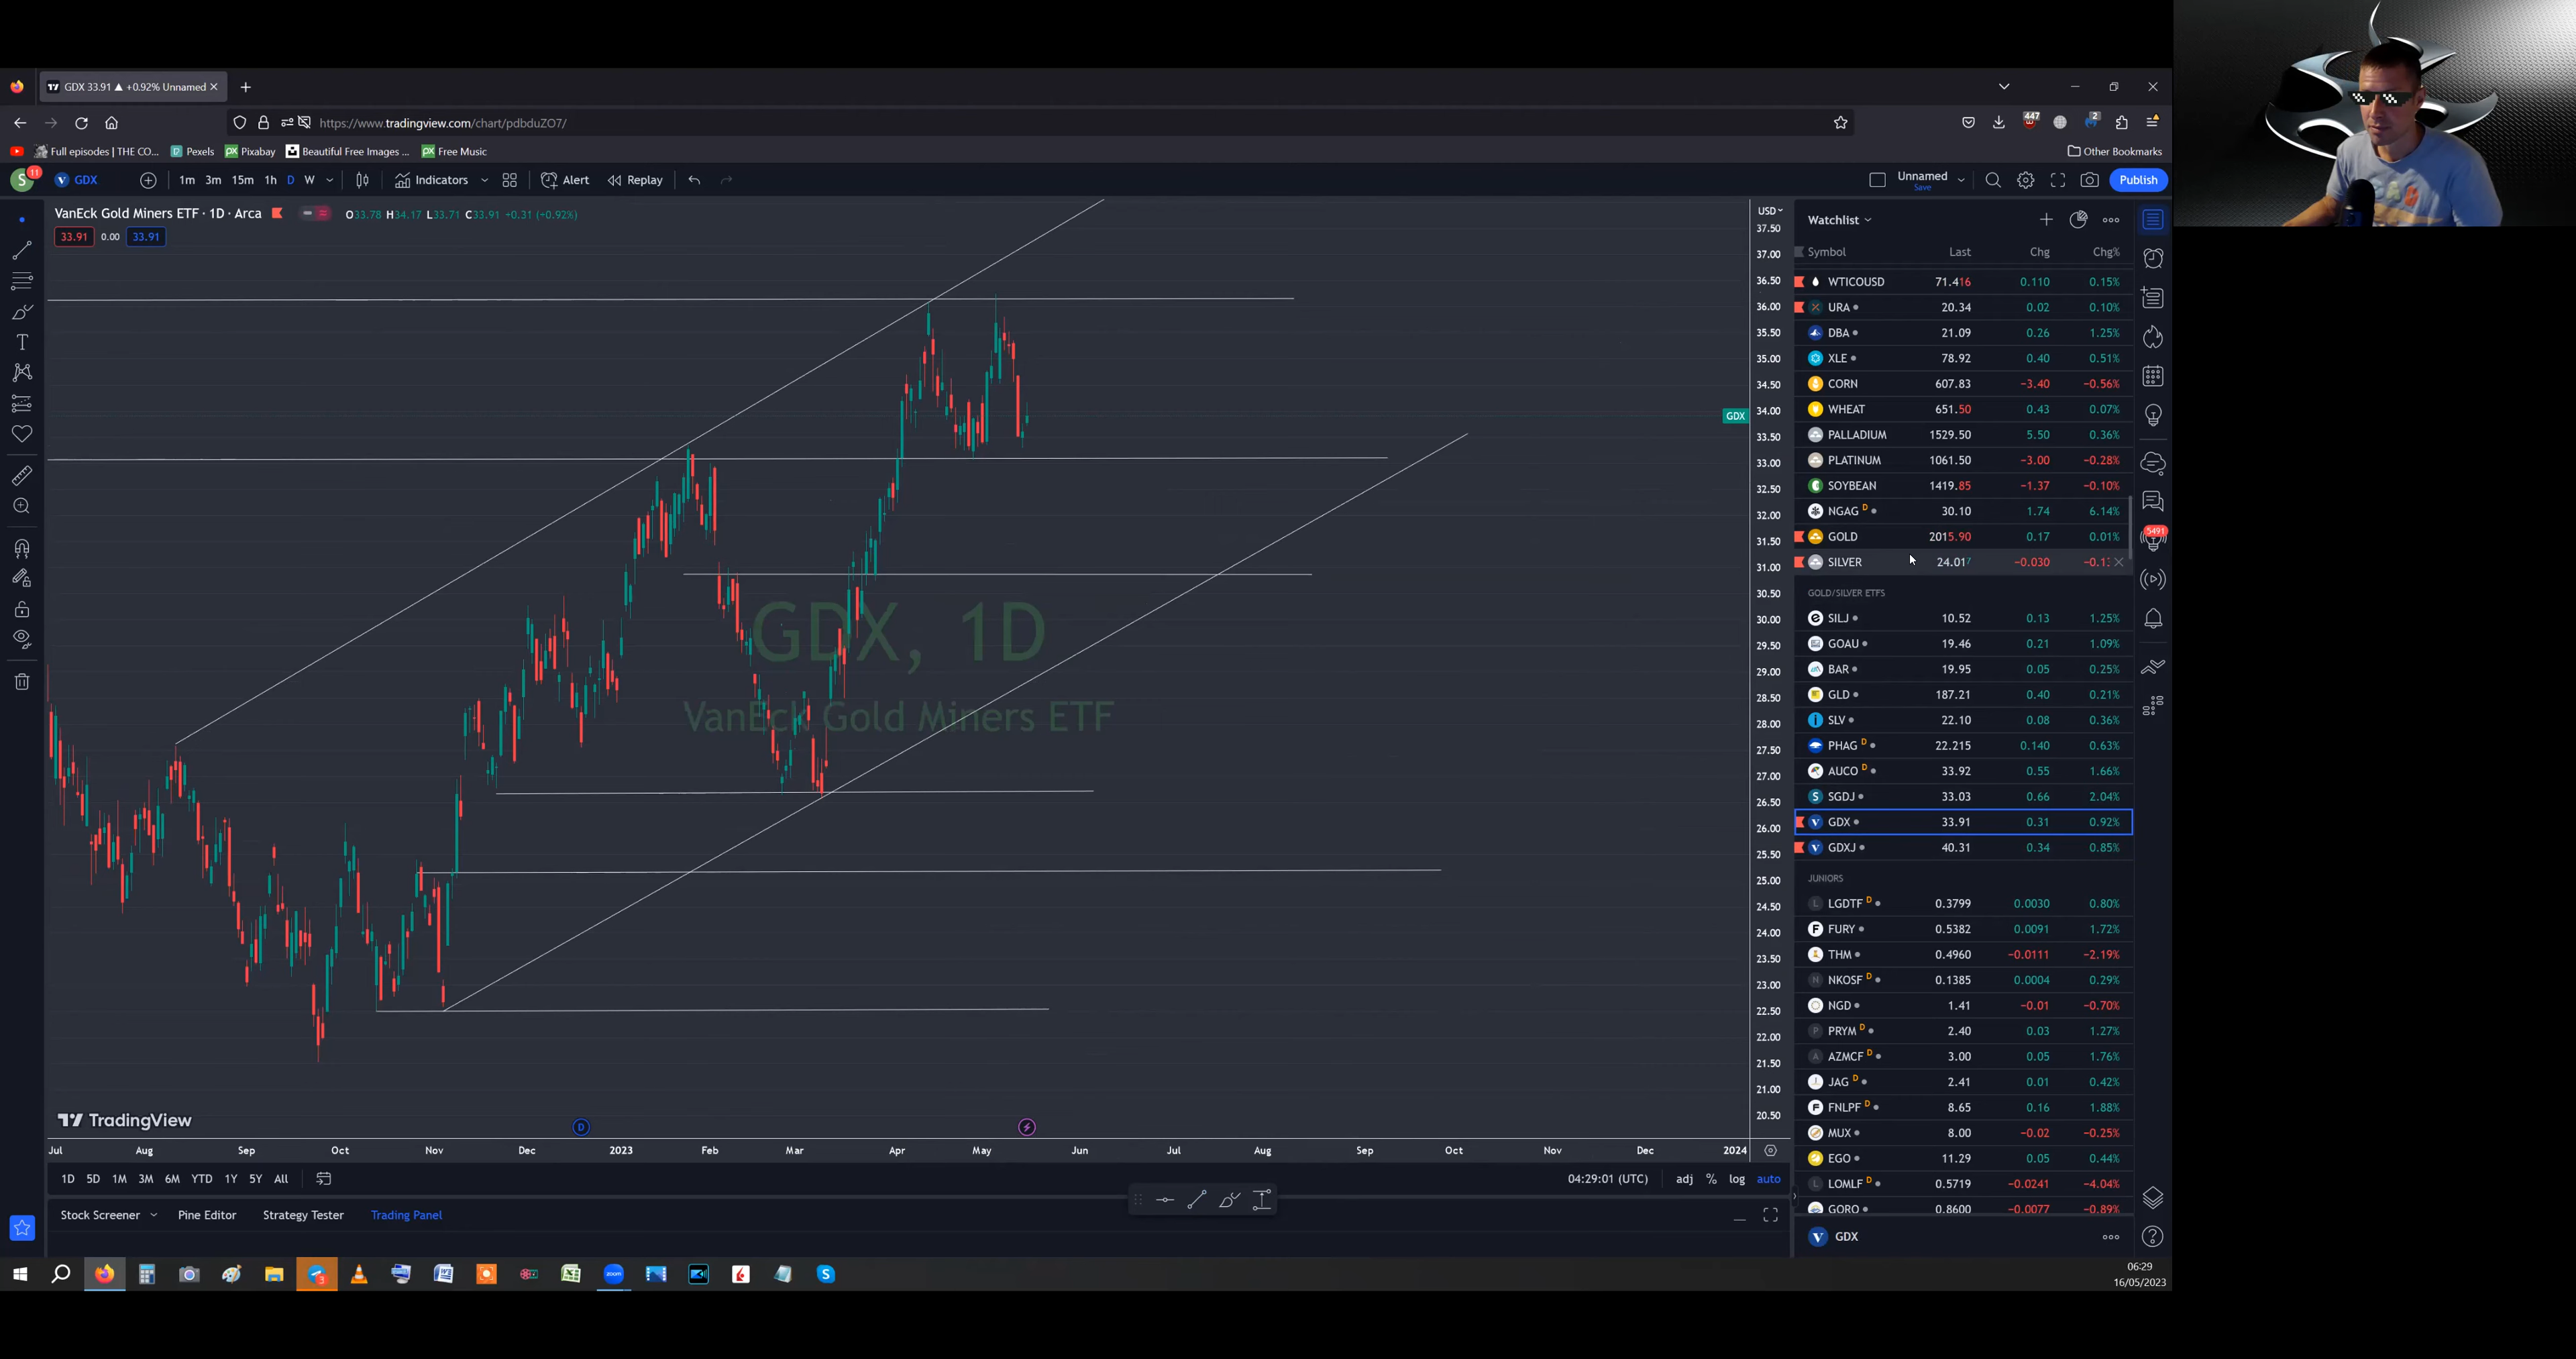 GDX 33.91 ▲ +0.92% Unnamed
https://www.tradingview.com/chart/pdbduZO7/
447
2
Full episodes | THE CO...
Pexels
Pixabay
Beautiful Free Images ...
Free Music
Other Bookmarks
S 11
GDX
1m 3m 15m 1h D W
Indicators
Alert
Replay
Unnamed
Save
Publish
VanEck Gold Miners ETF · 1D · Arca
O33.78 H34.17 L33.71 C33.91 +0.31 (+0.92%)
33.91 0.00 33.91
USD
37.50
37.00
36.50
36.00
35.50
35.00
34.50
34.00
33.50
33.00
32.50
32.00
31.50
31.00
30.50
30.00
29.50
29.00
28.50
28.00
27.50
27.00
26.50
26.00
25.50
25.00
24.50
24.00
23.50
23.00
22.50
22.00
21.50
21.00
20.50
GDX
GDX, 1D
VanEck Gold Miners ETF
TradingView
D
Jul Aug Sep Oct Nov Dec 2023 Feb Mar Apr May Jun Jul Aug Sep Oct Nov Dec 2024
1D 5D 1M 3M 6M YTD 1Y 5Y All
04:29:01 (UTC) adj % log auto
Stock Screener Pine Editor Strategy Tester Trading Panel
Watchlist
Symbol Last Chg Chg%
WTICOUSD 71.416 0.110 0.15%
URA 20.34 0.02 0.10%
DBA 21.09 0.26 1.25%
XLE 78.92 0.40 0.51%
CORN 607.83 −3.40 −0.56%
WHEAT 651.50 0.43 0.07%
PALLADIUM 1529.50 5.50 0.36%
PLATINUM 1061.50 −3.00 −0.28%
SOYBEAN 1419.85 −1.37 −0.10%
NGAG D 30.10 1.74 6.14%
GOLD 2015.90 0.17 0.01%
SILVER 24.017 −0.030
5491
GOLD/SILVER ETFS
SILJ 10.52 0.13 1.25%
GOAU 19.46 0.21 1.09%
BAR 19.95 0.05 0.25%
GLD 187.21 0.40 0.21%
SLV 22.10 0.08 0.36%
PHAG D 22.215 0.140 0.63%
AUCO D 33.92 0.55 1.66%
SGDJ 33.03 0.66 2.04%
GDX 33.91 0.31 0.92%
GDXJ 40.31 0.34 0.85%
JUNIORS
LGDTF D 0.3799 0.0030 0.80%
FURY 0.5382 0.0091 1.72%
THM 0.4960 −0.0111 −2.19%
NKOSF D 0.1385 0.0004 0.29%
NGD 1.41 −0.01 −0.70%
PRYM D 2.40 0.03 1.27%
AZMCF D 3.00 0.05 1.76%
JAG D 2.41 0.01 0.42%
FNLPF D 8.65 0.16 1.88%
MUX 8.00 −0.02 −0.25%
EGO 11.29 0.05 0.44%
LOMLF D 0.5719 −0.0241 −4.04%
GORO 0.8600 −0.0077 −0.89%
GDX
zoom
06:29
16/05/2023